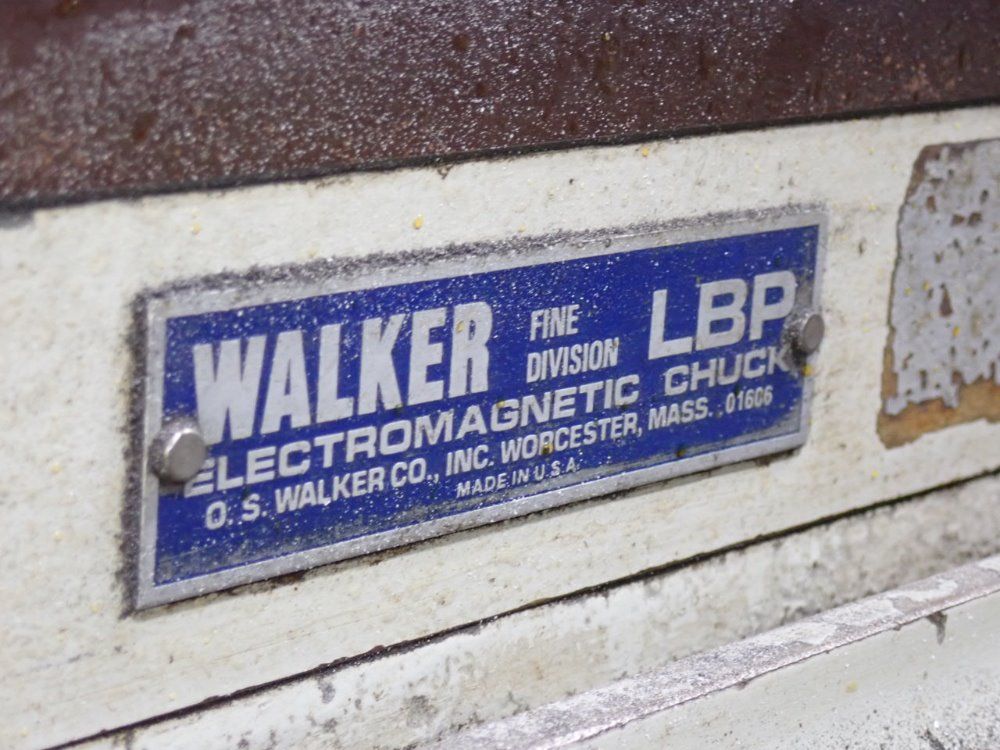 WALKER FINE DIVISION LBP
ELECTROMAGNETIC CHUCK
O. S. WALKER CO., INC. WORCESTER, MASS. 01606
MADE IN U.S.A.